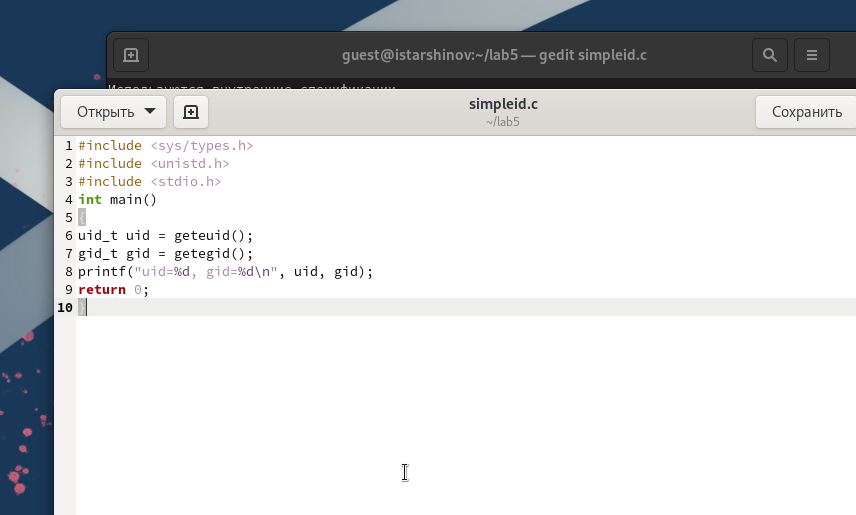 guest@istarshinov:~/lab5 — gedit simpleid.c
Используются внутренние спецификации
Открыть
simpleid.c
~/lab5
Сохранить
1 #include <sys/types.h>
2 #include <unistd.h>
3 #include <stdio.h>
4 int main()
5 {
6 uid_t uid = geteuid();
7 gid_t gid = getegid();
8 printf("uid=%d, gid=%d\n", uid, gid);
9 return 0;
10 }